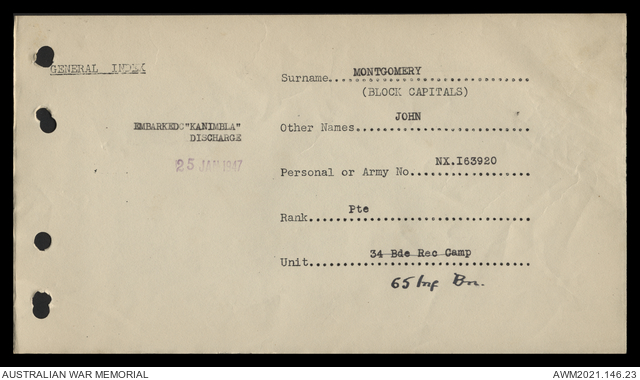 GENERAL INDEX
EMBARKED "KANIMBLA"
DISCHARGE
25 JAN 1947
Surname..MONTGOMERY
(BLOCK CAPITALS)
Other Names..JOHN
Personal or Army No..NX.I63920
Rank..Pte
Unit..34 Bde Rec Camp
65 Inf Bn.
AUSTRALIAN WAR MEMORIAL
AWM2021.146.23